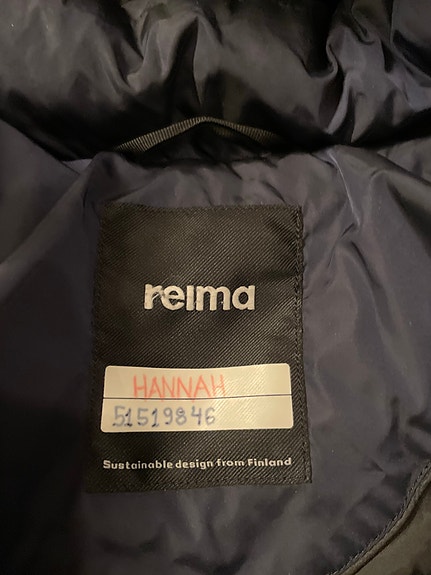 reima
HANNAH
51519846
Sustainable design from Finland